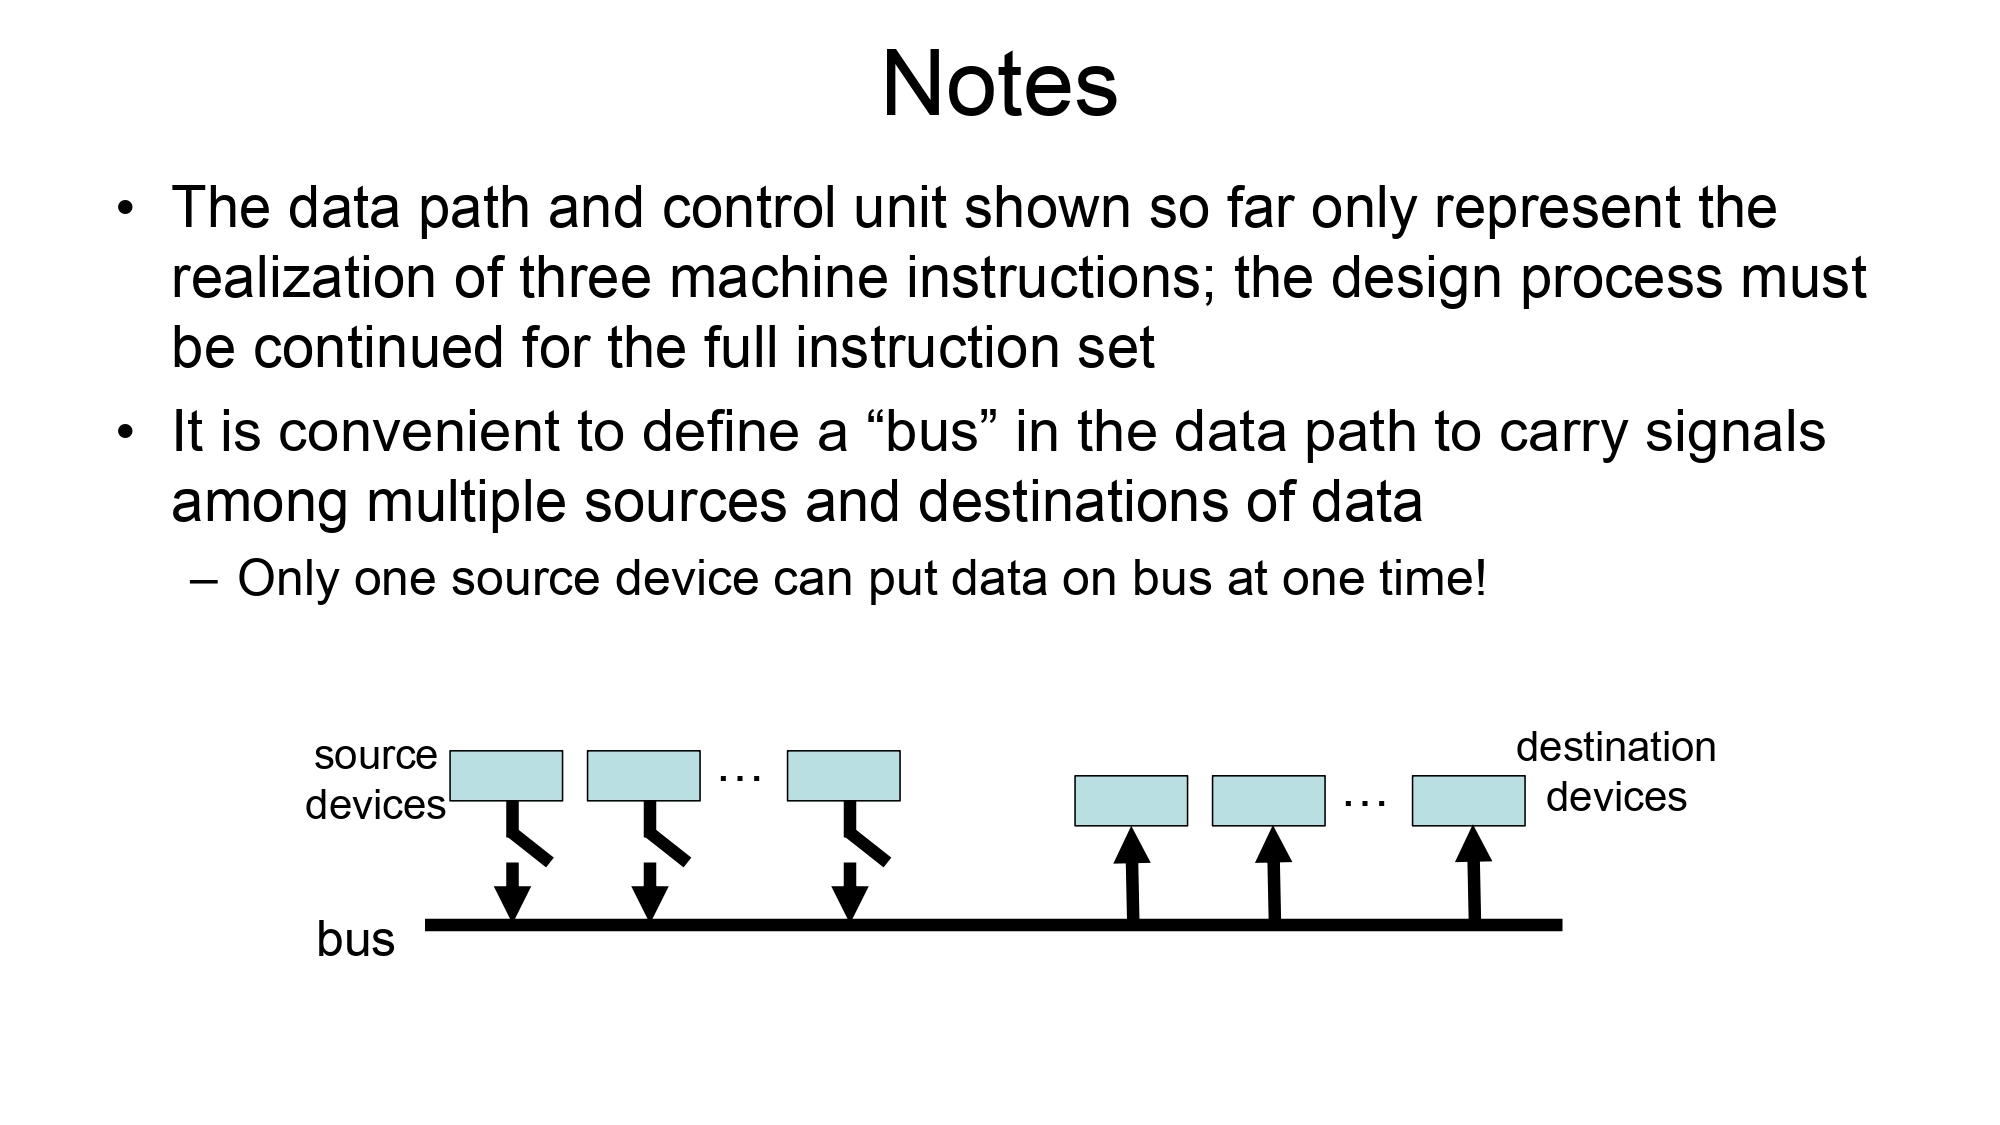 Notes
• The data path and control unit shown so far only represent the
realization of three machine instructions; the design process must
be continued for the full instruction set
• It is convenient to define a “bus” in the data path to carry signals
among multiple sources and destinations of data
– Only one source device can put data on bus at one time!
source
devices
…
…
destination
devices
bus